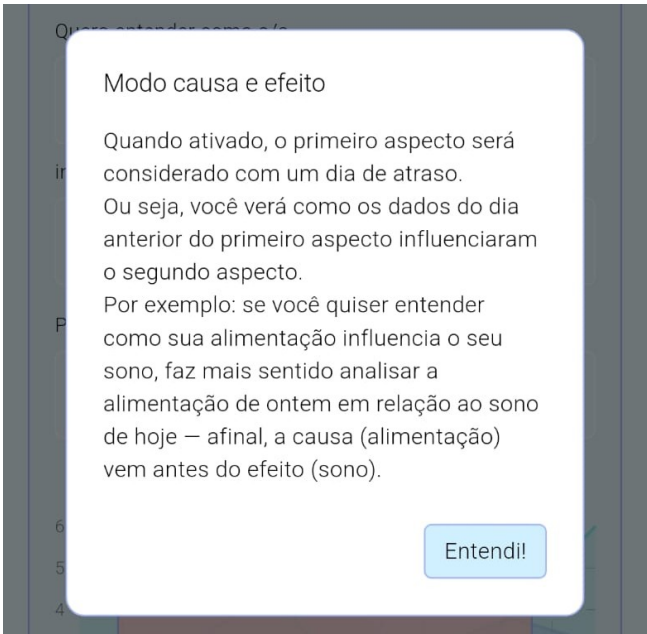 Modo causa e efeito
Quando ativado, o primeiro aspecto será
considerado com um dia de atraso.
Ou seja, você verá como os dados do dia
anterior do primeiro aspecto influenciaram
o segundo aspecto.
Por exemplo: se você quiser entender
como sua alimentação influencia o seu
sono, faz mais sentido analisar a
alimentação de ontem em relação ao sono
de hoje — afinal, a causa (alimentação)
vem antes do efeito (sono).
Entendi!
6
5
4